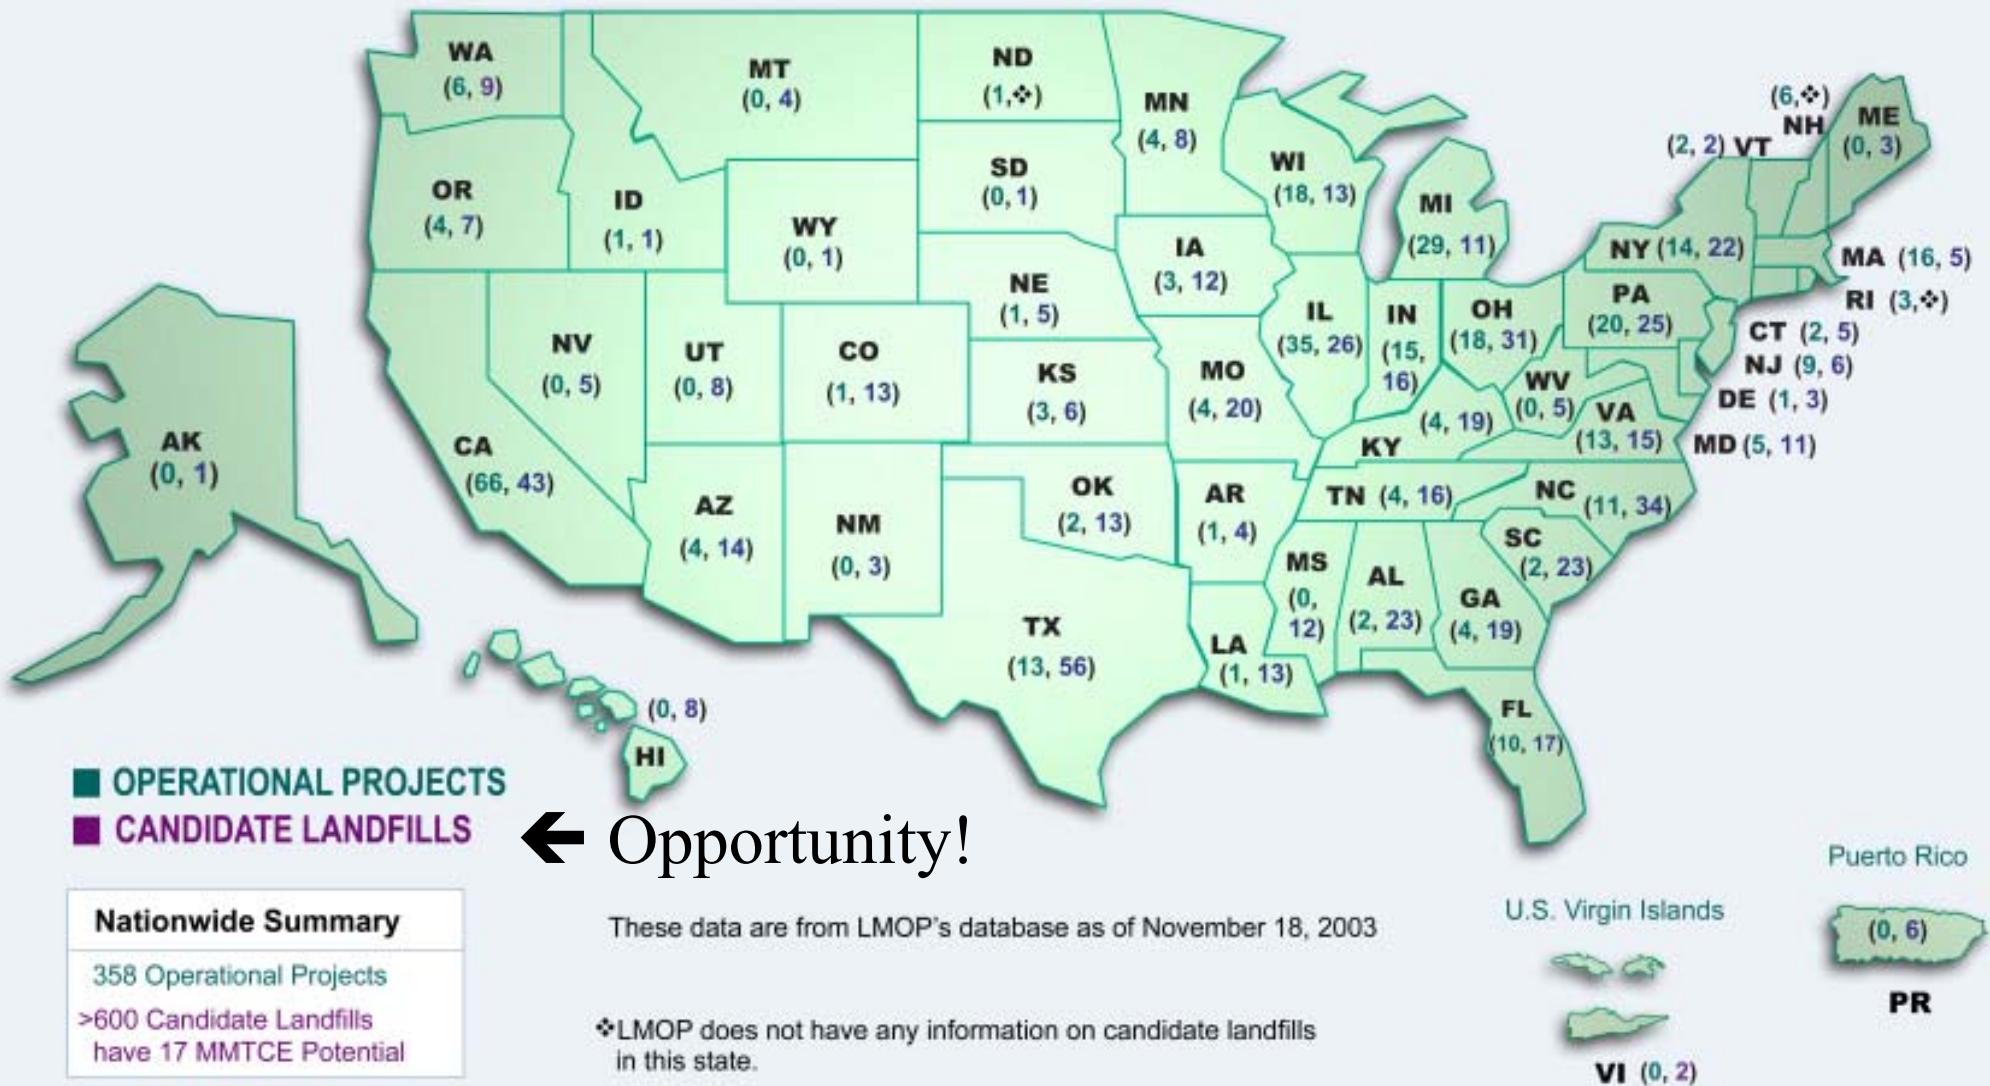 WA
(6, 9)
MT
(0, 4)
ND
(1,❖)
MN
(4, 8)
(6,❖)
NH
ME
(0, 3)
(2, 2) VT
OR
(4, 7)
ID
(1, 1)
WY
(0, 1)
SD
(0, 1)
WI
(18, 13)
MI
(29, 11)
NY (14, 22)
MA (16, 5)
RI (3,❖)
CT (2, 5)
NJ (9, 6)
DE (1, 3)
MD (5, 11)
NE
(1, 5)
IA
(3, 12)
IL
(35, 26)
IN
(15,
16)
OH
(18, 31)
PA
(20, 25)
NV
(0, 5)
UT
(0, 8)
CO
(1, 13)
KS
(3, 6)
MO
(4, 20)
WV
(0, 5)
VA
(13, 15)
(4, 19)
KY
AK
(0, 1)
CA
(66, 43)
AZ
(4, 14)
NM
(0, 3)
OK
(2, 13)
AR
(1, 4)
TN (4, 16)
NC
(11, 34)
SC
(2, 23)
MS
(0,
12)
AL
(2, 23)
GA
(4, 19)
TX
(13, 56)
LA
(1, 13)
FL
(10, 17)
(0, 8)
HI
OPERATIONAL PROJECTS
CANDIDATE LANDFILLS
← Opportunity!
Nationwide Summary
358 Operational Projects
>600 Candidate Landfills
have 17 MMTCE Potential
These data are from LMOP's database as of November 18, 2003
❖LMOP does not have any information on candidate landfills
in this state.
U.S. Virgin Islands
VI (0, 2)
Puerto Rico
(0, 6)
PR